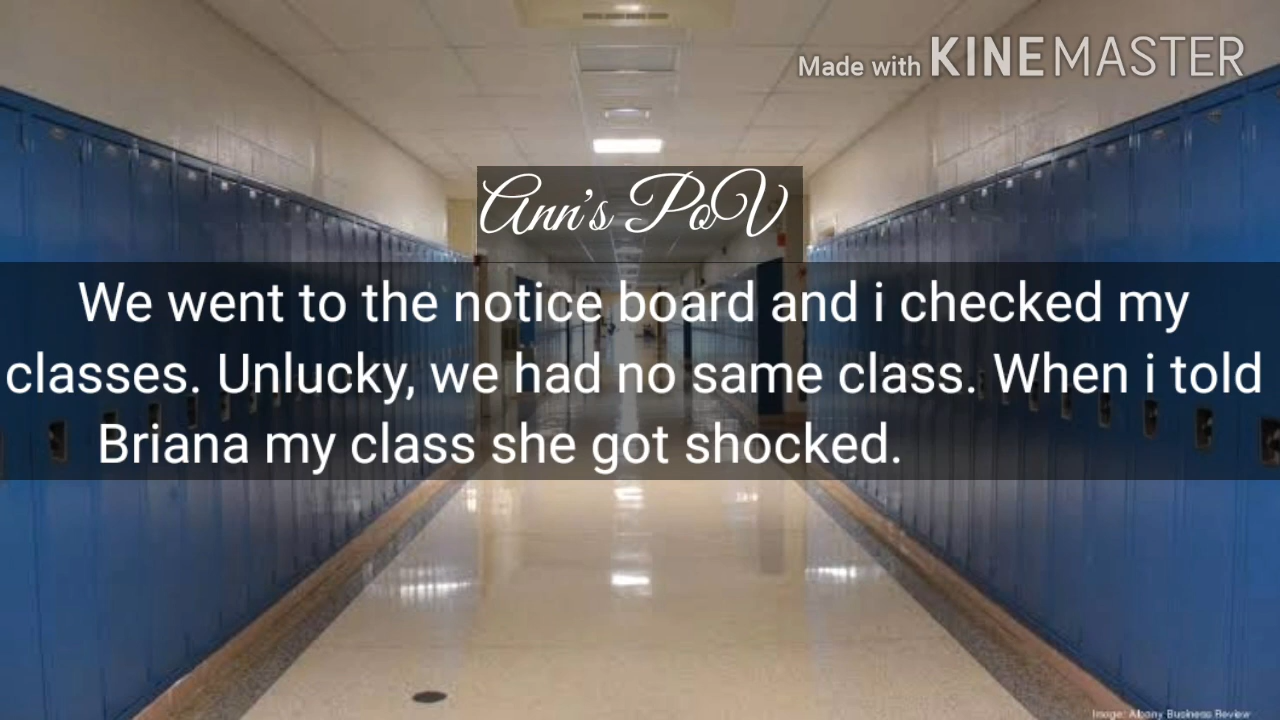 Made with KINEMASTER
Ann's PoV
We went to the notice board and i checked my
classes. Unlucky, we had no same class. When i told
Briana my class she got shocked.
Image: Albany Business Review